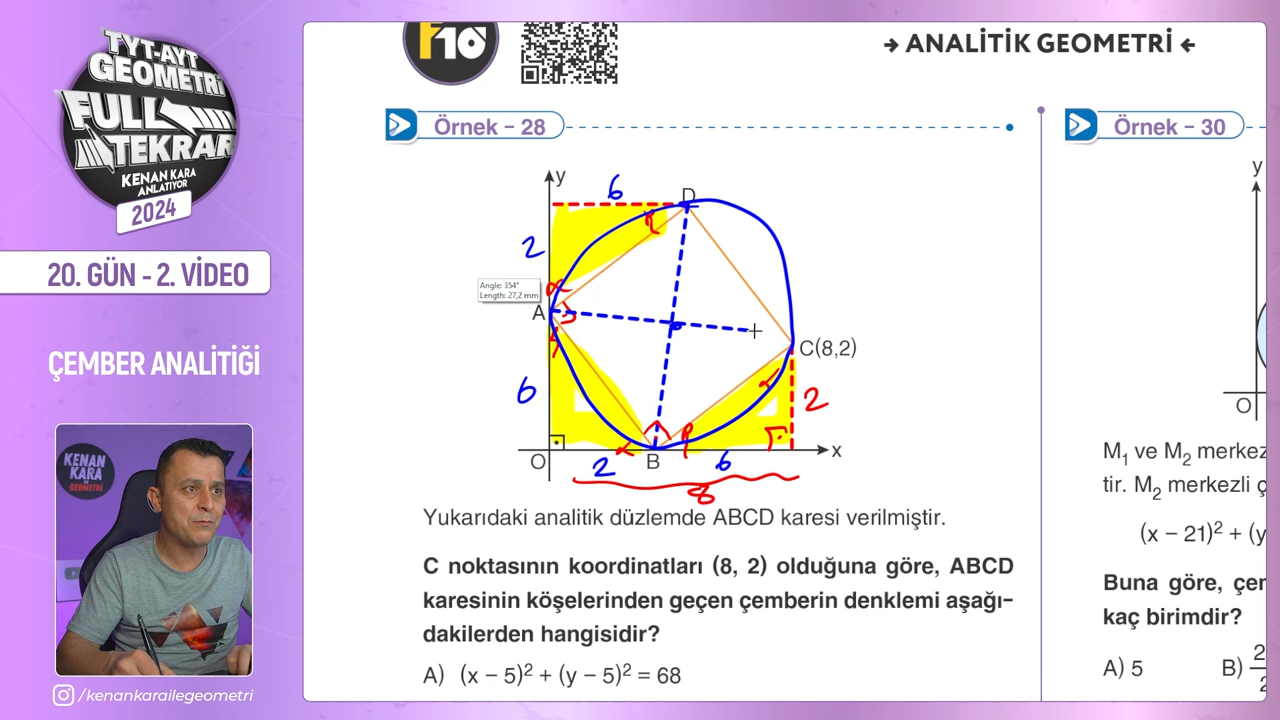 TYT-AYT
GEOMETRİ
FULL
TEKRAR
KENAN KARA
ANLATIYOR
2024
20. GÜN - 2. VİDEO
ÇEMBER ANALİTİĞİ
KENAN
KARA
GEOMETRİ
/kenankarailegeometri
F10
→ ANALİTİK GEOMETRİ ←
Örnek – 28
y
6
D
2
Angle: 354°
Length: 27,2 mm
A
C(8,2)
6
2
O
2
B
6
x
8
Yukarıdaki analitik düzlemde ABCD karesi verilmiştir.
C noktasının koordinatları (8, 2) olduğuna göre, ABCD
karesinin köşelerinden geçen çemberin denklemi aşağı-
dakilerden hangisidir?
A) (x – 5)² + (y – 5)² = 68
Örnek – 30
y
O
M₁ ve M₂ merkez
tir. M₂ merkezli ç
(x – 21)² + (y
Buna göre, çer
kaç birimdir?
A) 5 B)